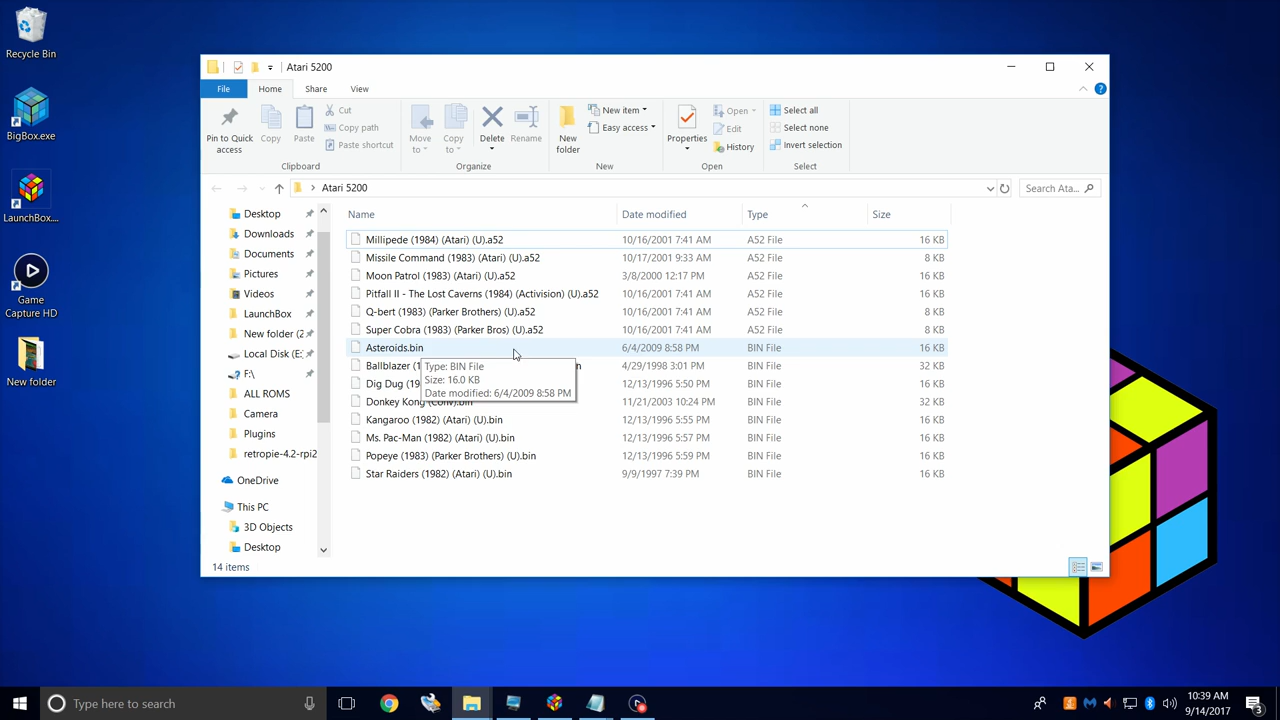 Recycle Bin
BigBox.exe
LaunchBox....
Game
Capture HD
New folder
Atari 5200
File Home Share View
Pin to Quick
access
Copy
Paste
Cut
Copy path
Paste shortcut
Clipboard
Move
to
Copy
to
Delete
Rename
Organize
New
folder
New item
Easy access
New
Properties
Open
Edit
History
Open
Select all
Select none
Invert selection
Select
Atari 5200
Search Ata...
Desktop
Downloads
Documents
Pictures
Videos
LaunchBox
New folder (2
Local Disk (E:
F:\
ALL ROMS
Camera
Plugins
retropie-4.2-rpi2
OneDrive
This PC
3D Objects
Desktop
Name Date modified Type Size
Millipede (1984) (Atari) (U).a52 10/16/2001 7:41 AM A52 File 16 KB
Missile Command (1983) (Atari) (U).a52 10/17/2001 9:33 AM A52 File 8 KB
Moon Patrol (1983) (Atari) (U).a52 3/8/2000 12:17 PM A52 File 16 KB
Pitfall II - The Lost Caverns (1984) (Activision) (U).a52 10/16/2001 7:41 AM A52 File 16 KB
Q-bert (1983) (Parker Brothers) (U).a52 10/16/2001 7:41 AM A52 File 8 KB
Super Cobra (1983) (Parker Bros) (U).a52 10/16/2001 7:41 AM A52 File 8 KB
Asteroids.bin 6/4/2009 8:58 PM BIN File 16 KB
Ballblazer (1 n 4/29/1998 3:01 PM BIN File 32 KB
Dig Dug (19 12/13/1996 5:50 PM BIN File 16 KB
Donkey Kong (Conv).bin 11/21/2003 10:24 PM BIN File 32 KB
Kangaroo (1982) (Atari) (U).bin 12/13/1996 5:52 PM BIN File 16 KB
Ms. Pac-Man (1982) (Atari) (U).bin 12/13/1996 5:57 PM BIN File 16 KB
Popeye (1983) (Parker Brothers) (U).bin 12/13/1996 5:59 PM BIN File 16 KB
Star Raiders (1982) (Atari) (U).bin 9/9/1997 7:39 PM BIN File 16 KB
Type: BIN File
Size: 16.0 KB
Date modified: 6/4/2009 8:58 PM
14 items
Type here to search
10:39 AM
9/14/2017
3